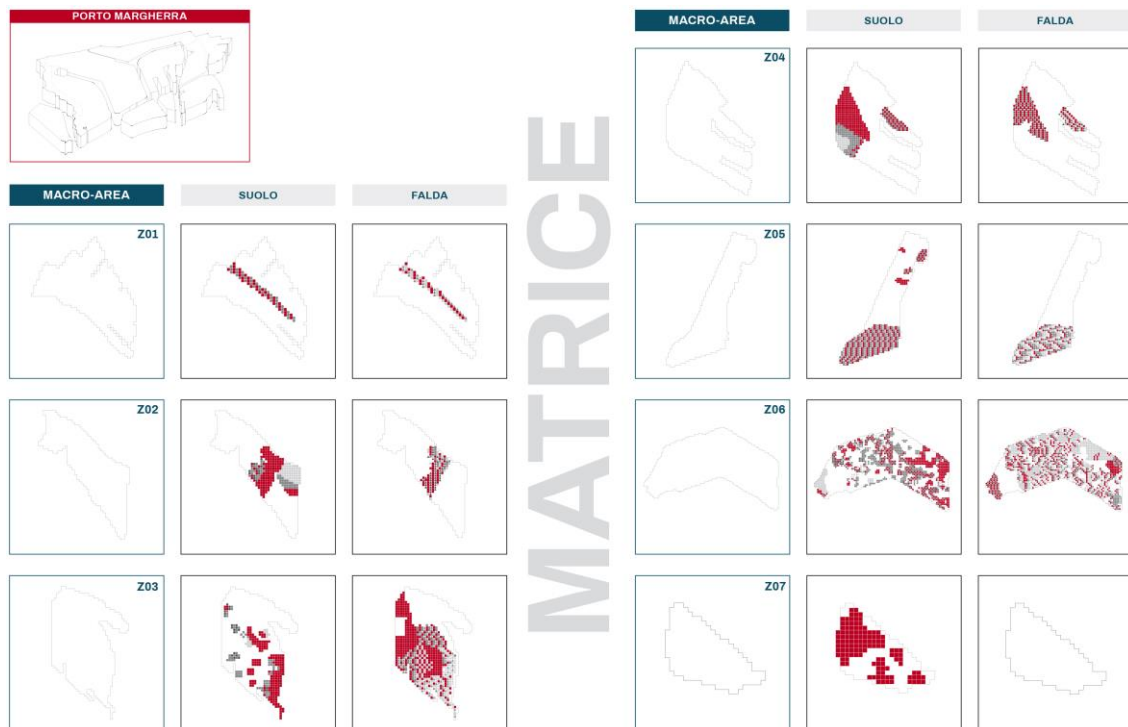 PORTO MARGHERRA
MACRO-AREA SUOLO FALDA
Z01
Z02
Z03
MATRICE
MACRO-AREA SUOLO FALDA
Z04
Z05
Z06
Z07